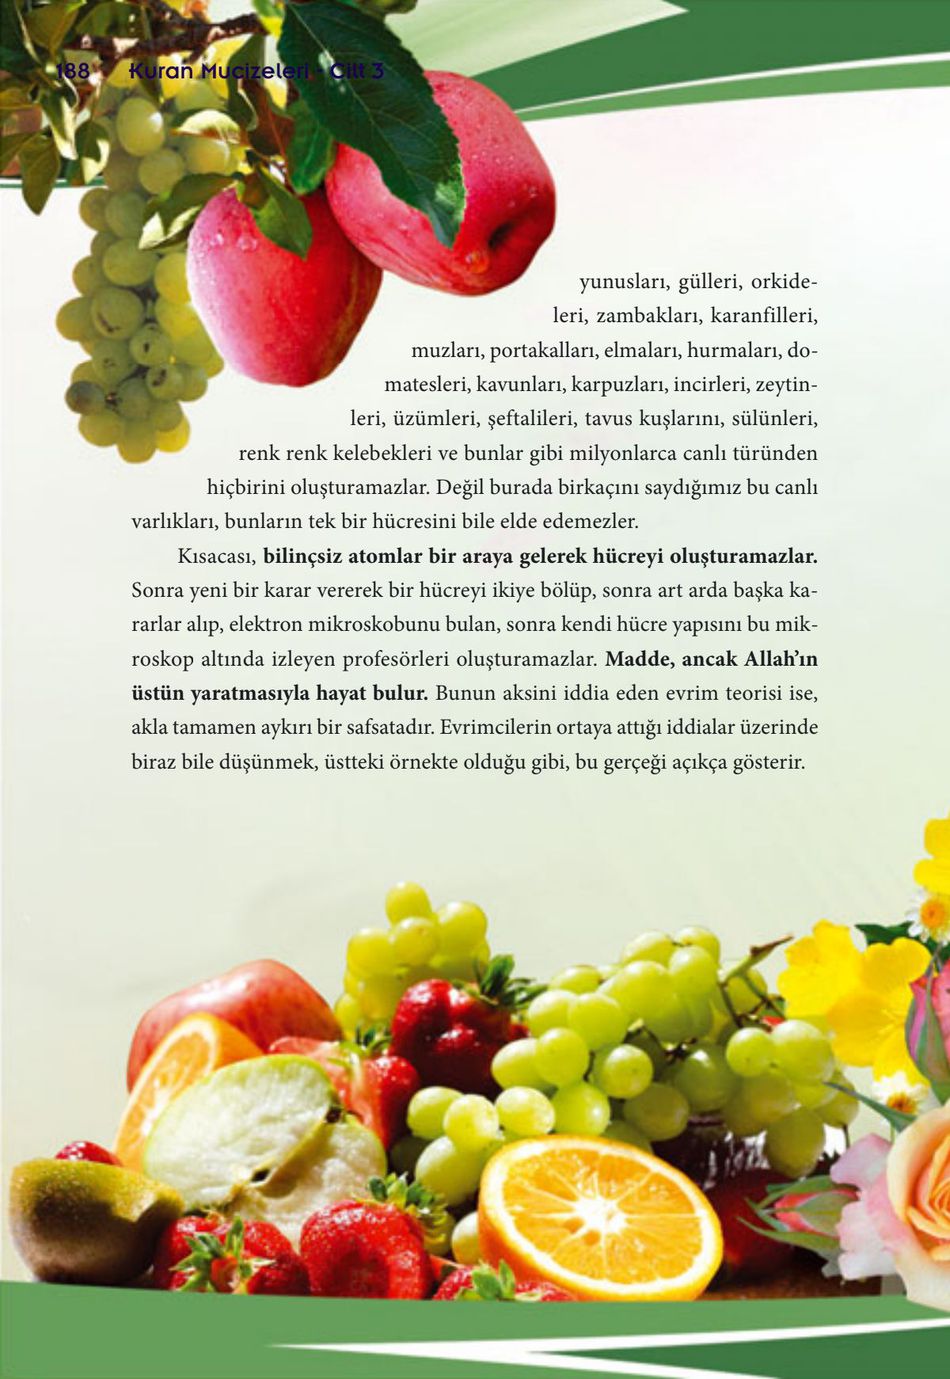 188 Kuran Mucizeleri - Cilt 3
yunusları, gülleri, orkide-
leri, zambakları, karanfilleri,
muzları, portakalları, elmaları, hurmaları, do-
matesleri, kavunları, karpuzları, incirleri, zeytin-
leri, üzümleri, şeftalileri, tavus kuşlarını, sülünleri,
renk renk kelebekleri ve bunlar gibi milyonlarca canlı türünden
hiçbirini oluşturamazlar. Değil burada birkaçını saydığımız bu canlı
varlıkları, bunların tek bir hücresini bile elde edemezler.
Kısacası, bilinçsiz atomlar bir araya gelerek hücreyi oluşturamazlar.
Sonra yeni bir karar vererek bir hücreyi ikiye bölüp, sonra art arda başka ka-
rarlar alıp, elektron mikroskobunu bulan, sonra kendi hücre yapısını bu mik-
roskop altında izleyen profesörleri oluşturamazlar. Madde, ancak Allah’ın
üstün yaratmasıyla hayat bulur. Bunun aksini iddia eden evrim teorisi ise,
akla tamamen aykırı bir safsatadır. Evrimcilerin ortaya attığı iddialar üzerinde
biraz bile düşünmek, üstteki örnekte olduğu gibi, bu gerçeği açıkça gösterir.